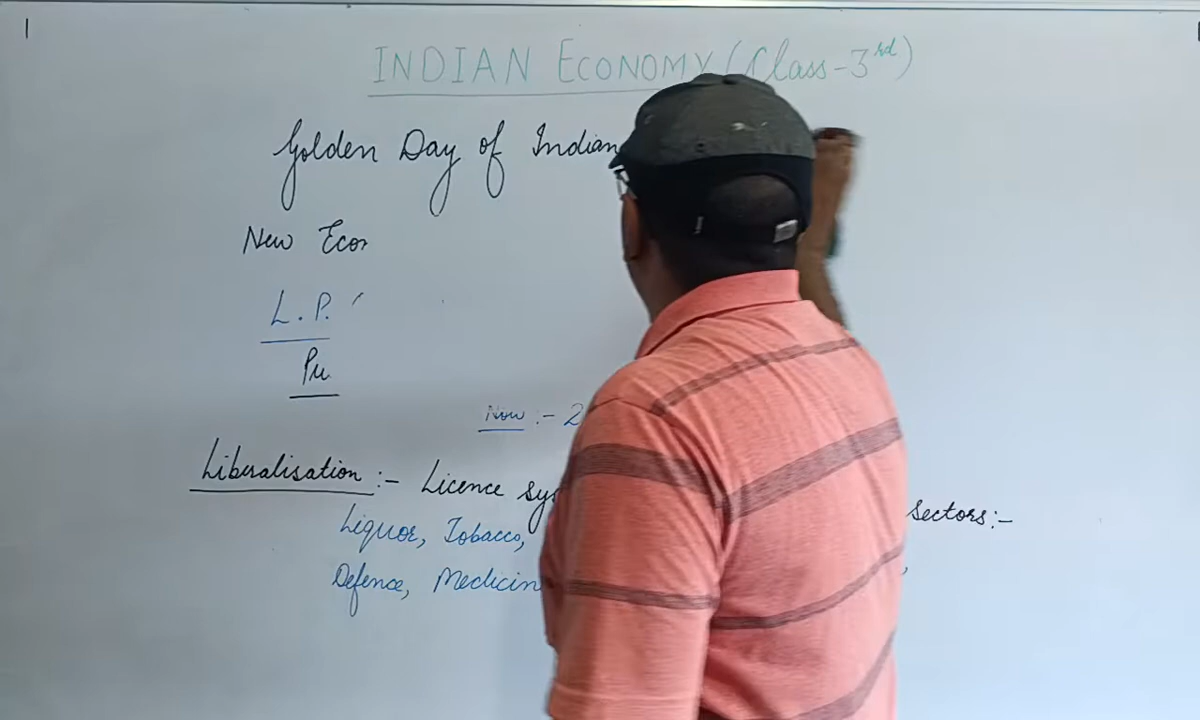 INDIAN ECONOMY (Class-3rd)
Golden Day of Indian
New Econ
L.P.
Pu
Now :- 2
Liberalisation :- Licence sys sectors:-
Liquor, Tobacco,
Defence, Medicin